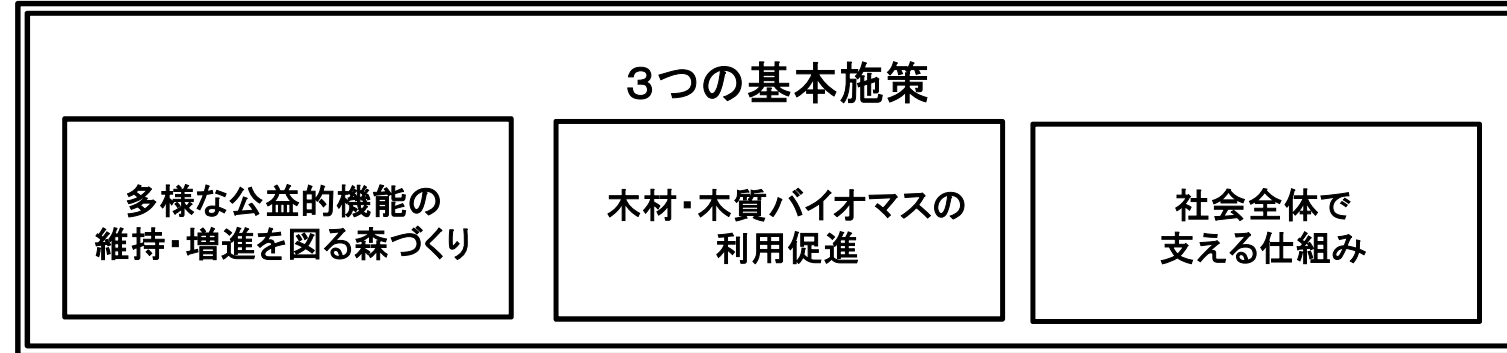 ３つの基本施策
多様な公益的機能の
維持・増進を図る森づくり
木材・木質バイオマスの
利用促進
社会全体で
支える仕組み